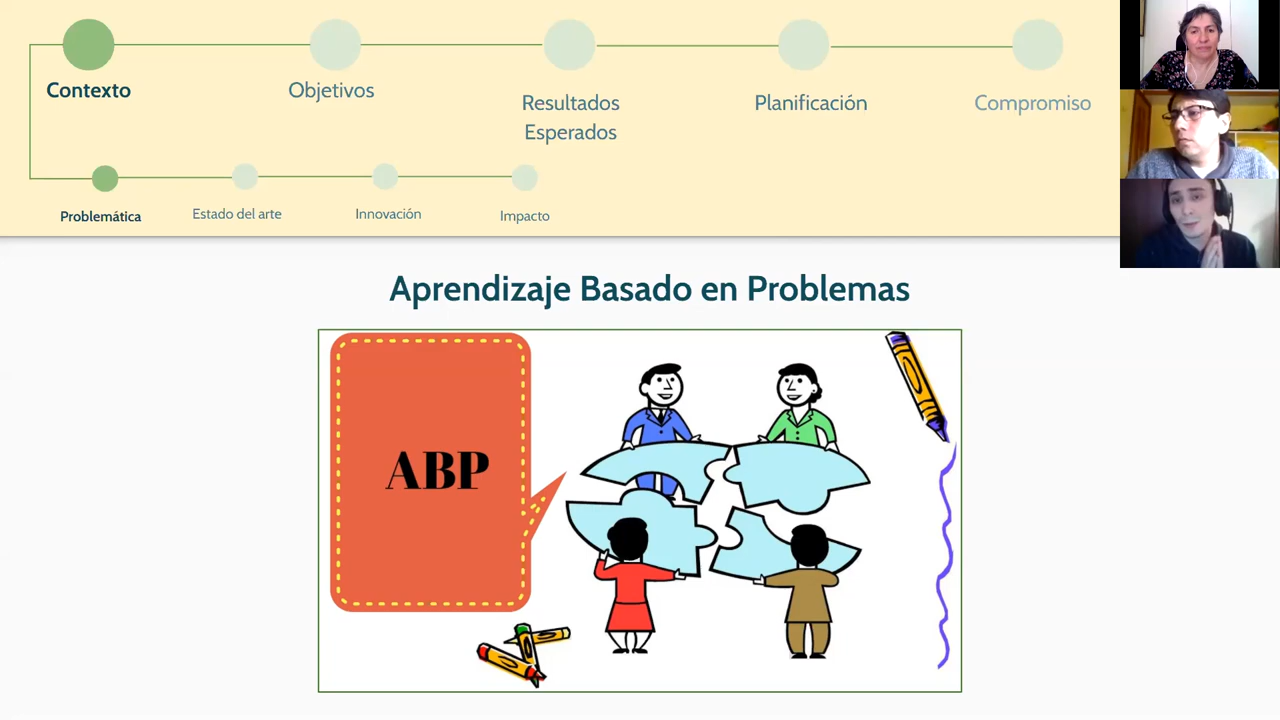 Contexto
Objetivos
Resultados
Esperados
Planificación
Compromiso
Problemática
Estado del arte
Innovación
Impacto
Aprendizaje Basado en Problemas
ABP